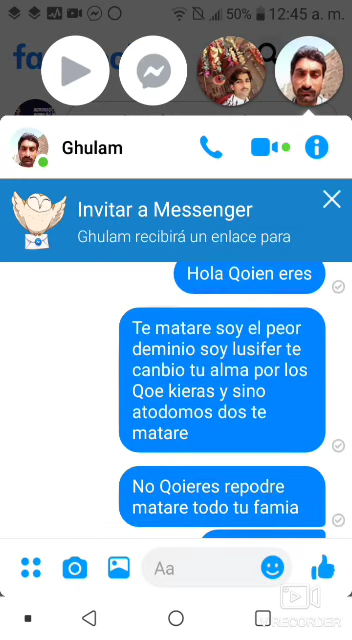 50% 12:45 a. m.
Ghulam
Invitar a Messenger
Ghulam recibirá un enlace para
Hola Qoien eres
Te matare soy el peor
deminio soy lusifer te
canbio tu alma por los
Qoe kieras y sino
atodomos dos te
matare
No Qoieres repodre
matare todo tu famia
Aa